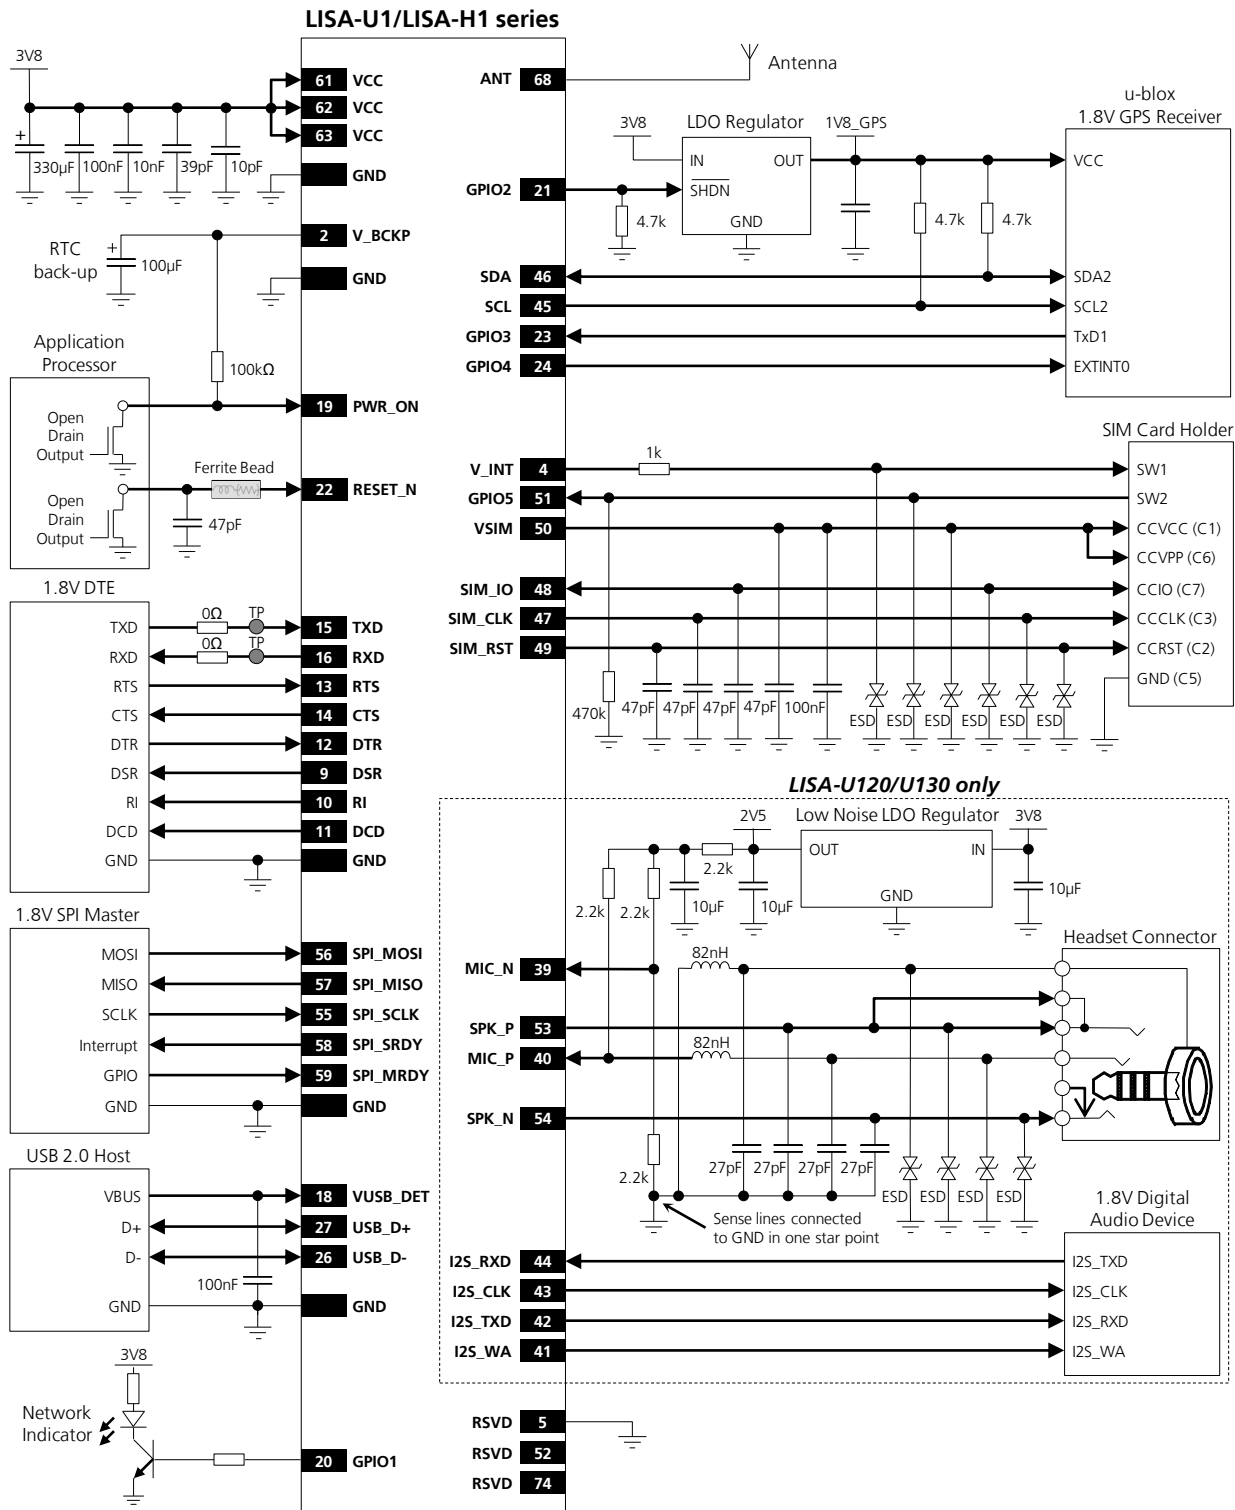 LISA-U1/LISA-H1 series
3V8
61 VCC
62 VCC
63 VCC
+
330µF 100nF 10nF 39pF 10pF
GND
2 V_BCKP
RTC
back-up
+
100µF
GND
Application
Processor
100kΩ
Open
Drain
Output
19 PWR_ON
Ferrite Bead
22 RESET_N
Open
Drain
Output
47pF
1.8V DTE
TXD 0Ω TP 15 TXD
RXD 0Ω TP 16 RXD
RTS 13 RTS
CTS 14 CTS
DTR 12 DTR
DSR 9 DSR
RI 10 RI
DCD 11 DCD
GND GND
1.8V SPI Master
MOSI 56 SPI_MOSI
MISO 57 SPI_MISO
SCLK 55 SPI_SCLK
Interrupt 58 SPI_SRDY
GPIO 59 SPI_MRDY
GND GND
USB 2.0 Host
VBUS 18 VUSB_DET
D+ 27 USB_D+
D- 26 USB_D-
100nF
GND GND
3V8
Network
Indicator
20 GPIO1
ANT 68
Antenna
u-blox
1.8V GPS Receiver
3V8 LDO Regulator 1V8_GPS
IN OUT VCC
GPIO2 21 SHDN
GND
4.7k 4.7k 4.7k
SDA 46 SDA2
SCL 45 SCL2
GPIO3 23 TxD1
GPIO4 24 EXTINT0
SIM Card Holder
V_INT 4 1k SW1
GPIO5 51 SW2
VSIM 50 CCVCC (C1)
CCVPP (C6)
SIM_IO 48 CCIO (C7)
SIM_CLK 47 CCCLK (C3)
SIM_RST 49 CCRST (C2)
GND (C5)
470k 47pF 47pF 47pF 100nF ESD ESD ESD ESD ESD ESD
LISA-U120/U130 only
2V5 Low Noise LDO Regulator 3V8
OUT IN
GND
2.2k
2.2k 2.2k 10µF 10µF 10µF
Headset Connector
MIC_N 39 82nH
SPK_P 53
MIC_P 40 82nH
SPK_N 54
2.2k 27pF 27pF 27pF 27pF ESD ESD ESD ESD
Sense lines connected
to GND in one star point
1.8V Digital
Audio Device
I2S_RXD 44 I2S_TXD
I2S_CLK 43 I2S_CLK
I2S_TXD 42 I2S_RXD
I2S_WA 41 I2S_WA
RSVD 5
RSVD 52
RSVD 74